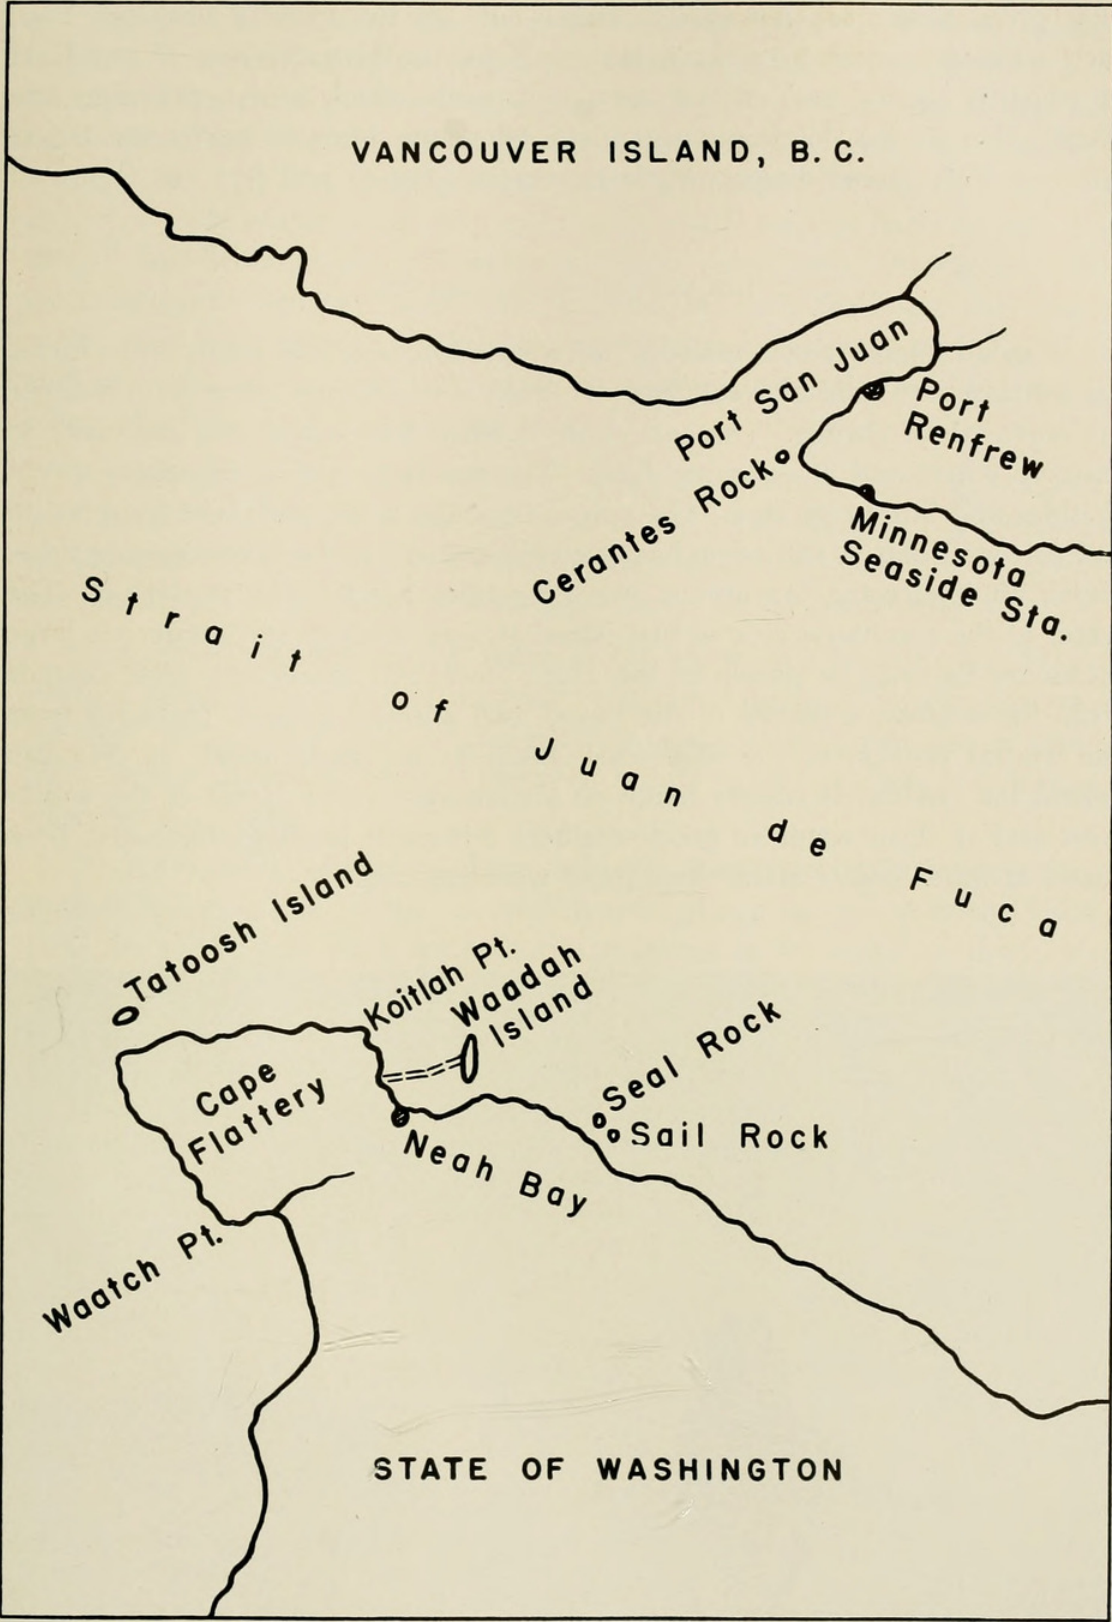 VANCOUVER ISLAND, B.C.
Port San Juan
Port
Renfrew
Cerantes Rock
Minnesota
Seaside Sta.
Strait of Juan de Fuca
Tatoosh Island
Koitlah Pt.
Waadah
Island
Cape
Flattery
Seal Rock
Sail Rock
Neah Bay
Waatch Pt.
STATE OF WASHINGTON